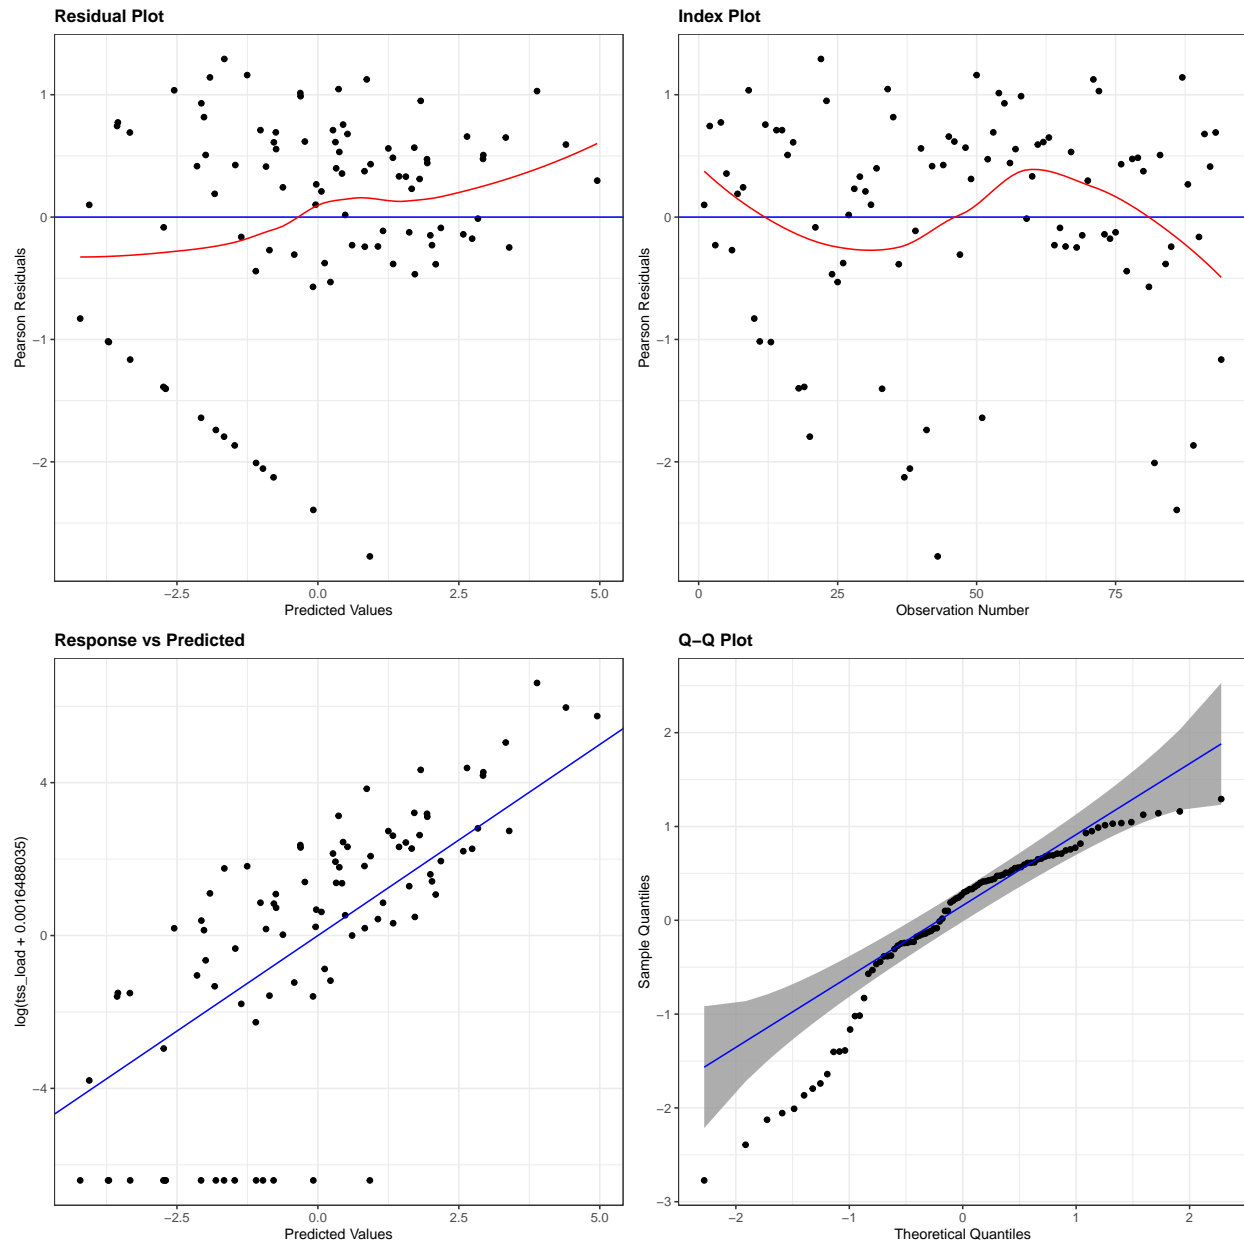 Residual Plot
Pearson Residuals
1
0
−1
−2
−2.5
0.0
2.5
5.0
Predicted Values
Index Plot
Pearson Residuals
1
0
−1
−2
0
25
50
75
Observation Number
Response vs Predicted
log(tss_load + 0.0016488035)
4
0
−4
−2.5
0.0
2.5
5.0
Predicted Values
Q−Q Plot
Sample Quantiles
2
1
0
−1
−2
−3
−2
−1
0
1
2
Theoretical Quantiles